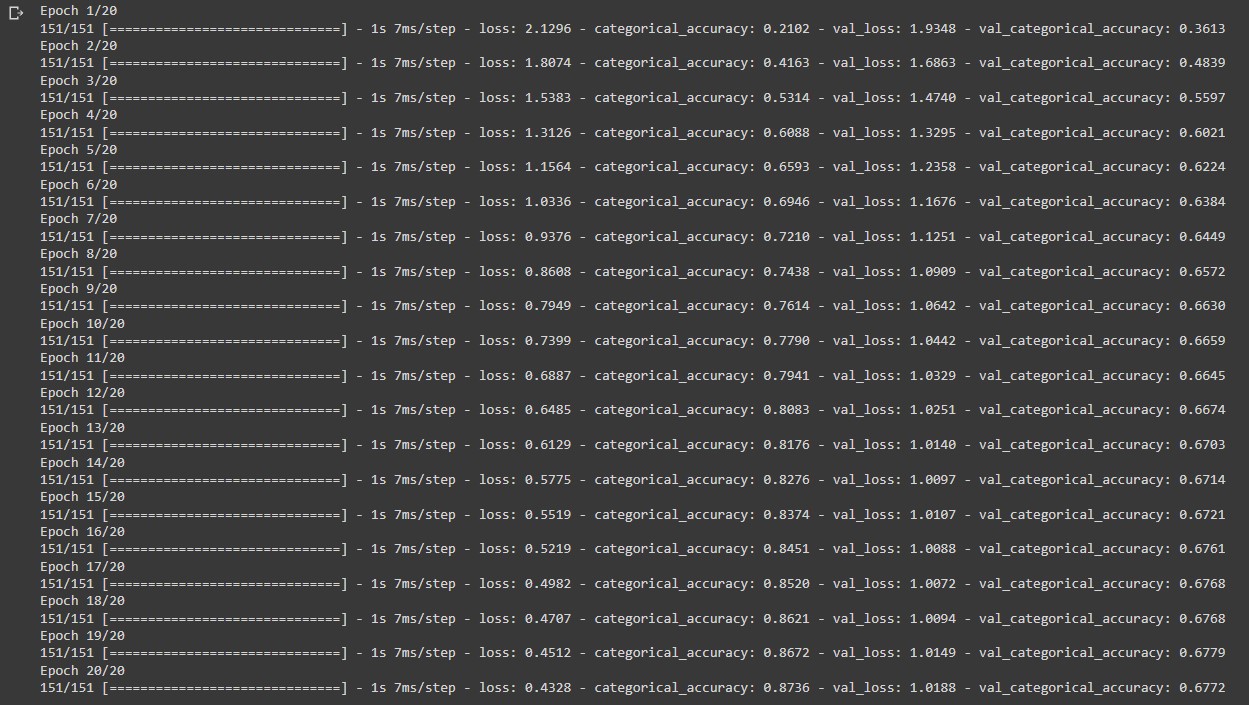 Epoch 1/20
151/151 [==============================] - 1s 7ms/step - loss: 2.1296 - categorical_accuracy: 0.2102 - val_loss: 1.9348 - val_categorical_accuracy: 0.3613
Epoch 2/20
151/151 [==============================] - 1s 7ms/step - loss: 1.8074 - categorical_accuracy: 0.4163 - val_loss: 1.6863 - val_categorical_accuracy: 0.4839
Epoch 3/20
151/151 [==============================] - 1s 7ms/step - loss: 1.5383 - categorical_accuracy: 0.5314 - val_loss: 1.4740 - val_categorical_accuracy: 0.5597
Epoch 4/20
151/151 [==============================] - 1s 7ms/step - loss: 1.3126 - categorical_accuracy: 0.6088 - val_loss: 1.3295 - val_categorical_accuracy: 0.6021
Epoch 5/20
151/151 [==============================] - 1s 7ms/step - loss: 1.1564 - categorical_accuracy: 0.6593 - val_loss: 1.2358 - val_categorical_accuracy: 0.6224
Epoch 6/20
151/151 [==============================] - 1s 7ms/step - loss: 1.0336 - categorical_accuracy: 0.6946 - val_loss: 1.1676 - val_categorical_accuracy: 0.6384
Epoch 7/20
151/151 [==============================] - 1s 7ms/step - loss: 0.9376 - categorical_accuracy: 0.7210 - val_loss: 1.1251 - val_categorical_accuracy: 0.6449
Epoch 8/20
151/151 [==============================] - 1s 7ms/step - loss: 0.8608 - categorical_accuracy: 0.7438 - val_loss: 1.0909 - val_categorical_accuracy: 0.6572
Epoch 9/20
151/151 [==============================] - 1s 7ms/step - loss: 0.7949 - categorical_accuracy: 0.7614 - val_loss: 1.0642 - val_categorical_accuracy: 0.6630
Epoch 10/20
151/151 [==============================] - 1s 7ms/step - loss: 0.7399 - categorical_accuracy: 0.7790 - val_loss: 1.0442 - val_categorical_accuracy: 0.6659
Epoch 11/20
151/151 [==============================] - 1s 7ms/step - loss: 0.6887 - categorical_accuracy: 0.7941 - val_loss: 1.0329 - val_categorical_accuracy: 0.6645
Epoch 12/20
151/151 [==============================] - 1s 7ms/step - loss: 0.6485 - categorical_accuracy: 0.8083 - val_loss: 1.0251 - val_categorical_accuracy: 0.6674
Epoch 13/20
151/151 [==============================] - 1s 7ms/step - loss: 0.6129 - categorical_accuracy: 0.8176 - val_loss: 1.0140 - val_categorical_accuracy: 0.6703
Epoch 14/20
151/151 [==============================] - 1s 7ms/step - loss: 0.5775 - categorical_accuracy: 0.8276 - val_loss: 1.0097 - val_categorical_accuracy: 0.6714
Epoch 15/20
151/151 [==============================] - 1s 7ms/step - loss: 0.5519 - categorical_accuracy: 0.8374 - val_loss: 1.0107 - val_categorical_accuracy: 0.6721
Epoch 16/20
151/151 [==============================] - 1s 7ms/step - loss: 0.5219 - categorical_accuracy: 0.8451 - val_loss: 1.0088 - val_categorical_accuracy: 0.6761
Epoch 17/20
151/151 [==============================] - 1s 7ms/step - loss: 0.4982 - categorical_accuracy: 0.8520 - val_loss: 1.0072 - val_categorical_accuracy: 0.6768
Epoch 18/20
151/151 [==============================] - 1s 7ms/step - loss: 0.4707 - categorical_accuracy: 0.8621 - val_loss: 1.0094 - val_categorical_accuracy: 0.6768
Epoch 19/20
151/151 [==============================] - 1s 7ms/step - loss: 0.4512 - categorical_accuracy: 0.8672 - val_loss: 1.0149 - val_categorical_accuracy: 0.6779
Epoch 20/20
151/151 [==============================] - 1s 7ms/step - loss: 0.4328 - categorical_accuracy: 0.8736 - val_loss: 1.0188 - val_categorical_accuracy: 0.6772